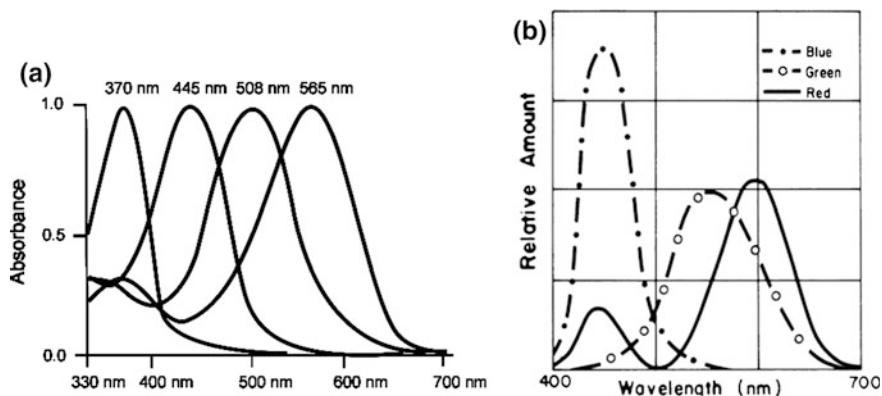 (a)
370 nm 445 nm 508 nm 565 nm
1.0
0.5
0.0
Absorbance
330 nm 400 nm 500 nm 600 nm 700 nm
(b)
Blue
Green
Red
Relative Amount
400 700
Wavelength (nm)